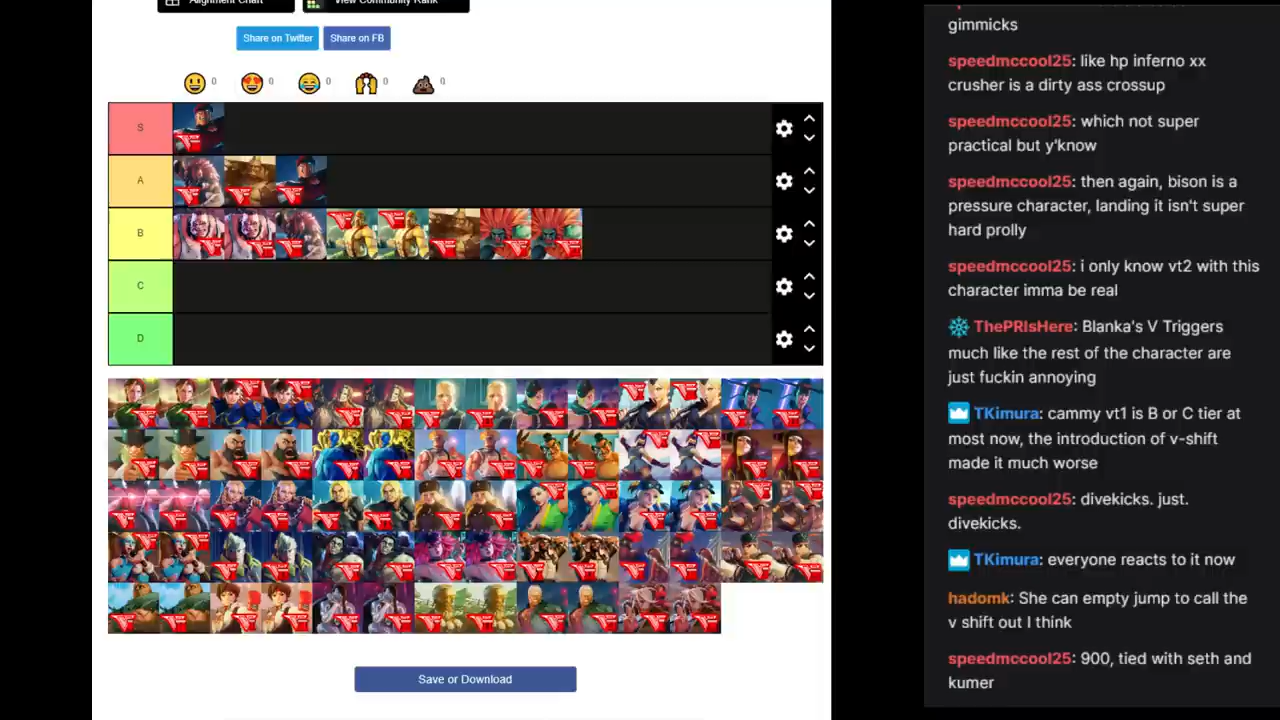 Alignment Chart
View Community Rank
Share on Twitter
Share on FB
0
0
0
0
0
S
A
B
C
D
Save or Download
gimmicks
speedmccool25: like hp inferno xx
crusher is a dirty ass crossup
speedmccool25: which not super
practical but y'know
speedmccool25: then again, bison is a
pressure character, landing it isn't super
hard prolly
speedmccool25: i only know vt2 with this
character imma be real
ThePRIsHere: Blanka's V Triggers
much like the rest of the character are
just fuckin annoying
TKimura: cammy vt1 is B or C tier at
most now, the introduction of v-shift
made it much worse
speedmccool25: divekicks. just.
divekicks.
TKimura: everyone reacts to it now
hadomk: She can empty jump to call the
v shift out I think
speedmccool25: 900, tied with seth and
kumer